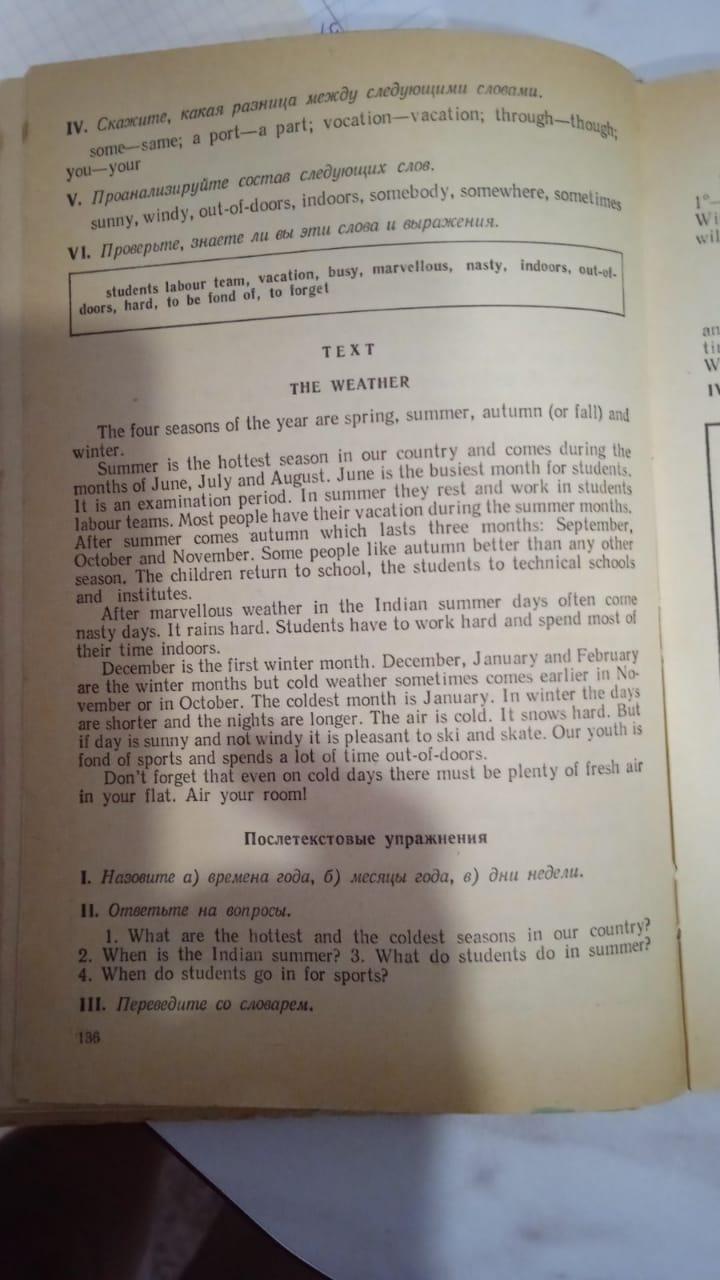 IV. Скажите, какая разница между следующими словами.
some—same; a port—a part; vocation—vacation; through—though;
you—your
V. Проанализируйте состав следующих слов.
sunny, windy, out-of-doors, indoors, somebody, somewhere, sometimes
VI. Проверьте, знаете ли вы эти слова и выражения.
students labour team, vacation, busy, marvellous, nasty, indoors, out-of-
doors, hard, to be fond of, to forget
TEXT
THE WEATHER
The four seasons of the year are spring, summer, autumn (or fall) and
winter.
Summer is the hottest season in our country and comes during the
months of June, July and August. June is the busiest month for students.
It is an examination period. In summer they rest and work in students
labour teams. Most people have their vacation during the summer months.
After summer comes autumn which lasts three months: September,
October and November. Some people like autumn better than any other
season. The children return to school, the students to technical schools
and institutes.
After marvellous weather in the Indian summer days often come
nasty days. It rains hard. Students have to work hard and spend most of
their time indoors.
December is the first winter month. December, January and February
are the winter months but cold weather sometimes comes earlier in No-
vember or in October. The coldest month is January. In winter the days
are shorter and the nights are longer. The air is cold. It snows hard. But
if day is sunny and not windy it is pleasant to ski and skate. Our youth is
fond of sports and spends a lot of time out-of-doors.
Don't forget that even on cold days there must be plenty of fresh air
in your flat. Air your room!
Послетекстовые упражнения
I. Назовите а) времена года, б) месяцы года, в) дни недели.
II. Ответьте на вопросы.
1. What are the hottest and the coldest seasons in our country?
2. When is the Indian summer? 3. What do students do in summer?
4. When do students go in for sports?
III. Переведите со словарем.
136
1°—
Wi
wil
an
W
IV